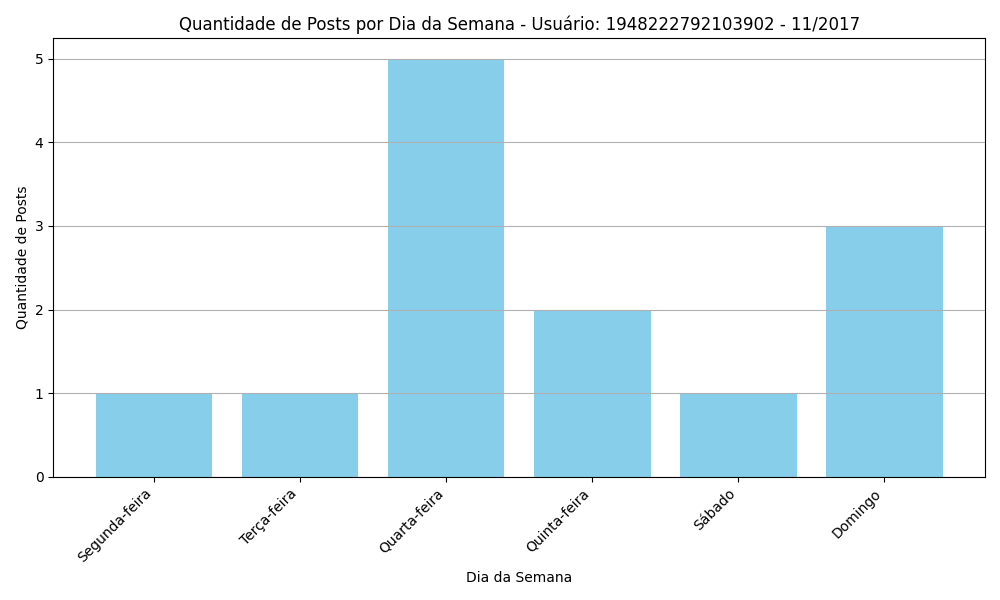 Quantidade de Posts por Dia da Semana - Usuário: 1948222792103902 - 11/2017
Quantidade de Posts
5
4
3
2
1
0
Segunda-feira
Terça-feira
Quarta-feira
Quinta-feira
Sábado
Domingo
Dia da Semana